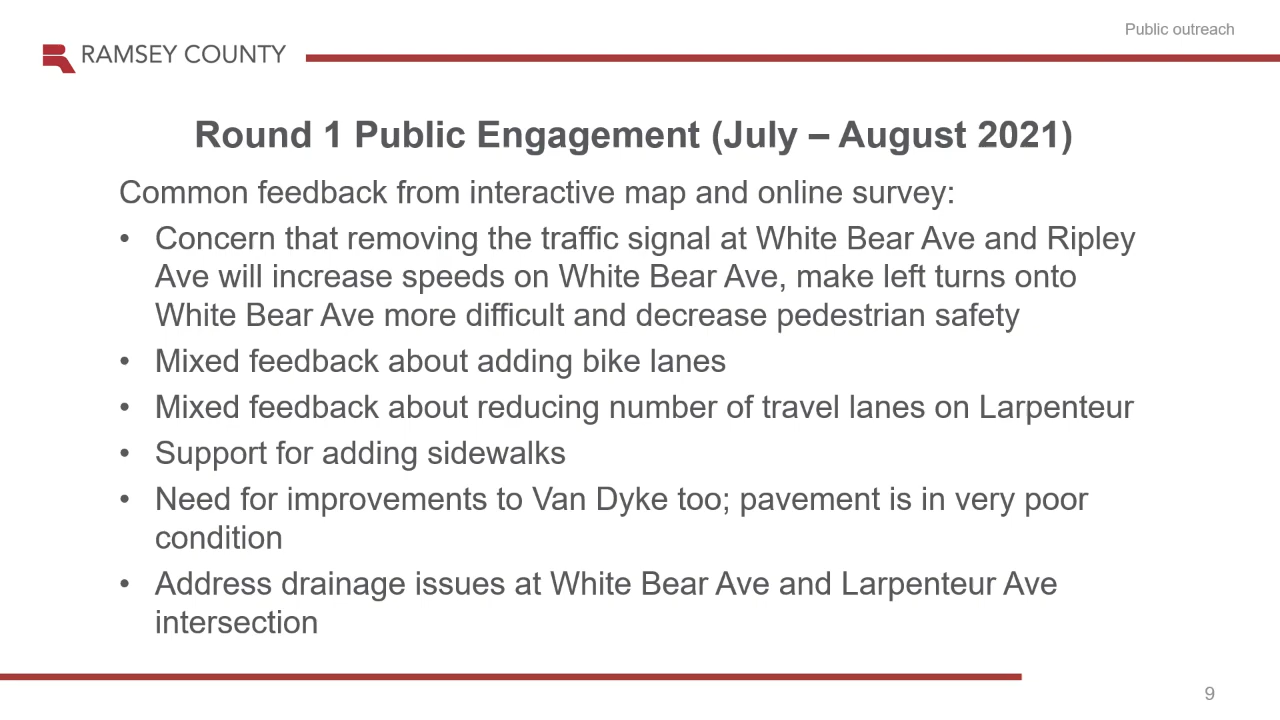 Public outreach
RAMSEY COUNTY
Round 1 Public Engagement (July – August 2021)
Common feedback from interactive map and online survey:
• Concern that removing the traffic signal at White Bear Ave and Ripley
Ave will increase speeds on White Bear Ave, make left turns onto
White Bear Ave more difficult and decrease pedestrian safety
• Mixed feedback about adding bike lanes
• Mixed feedback about reducing number of travel lanes on Larpenteur
• Support for adding sidewalks
• Need for improvements to Van Dyke too; pavement is in very poor
condition
• Address drainage issues at White Bear Ave and Larpenteur Ave
intersection
9